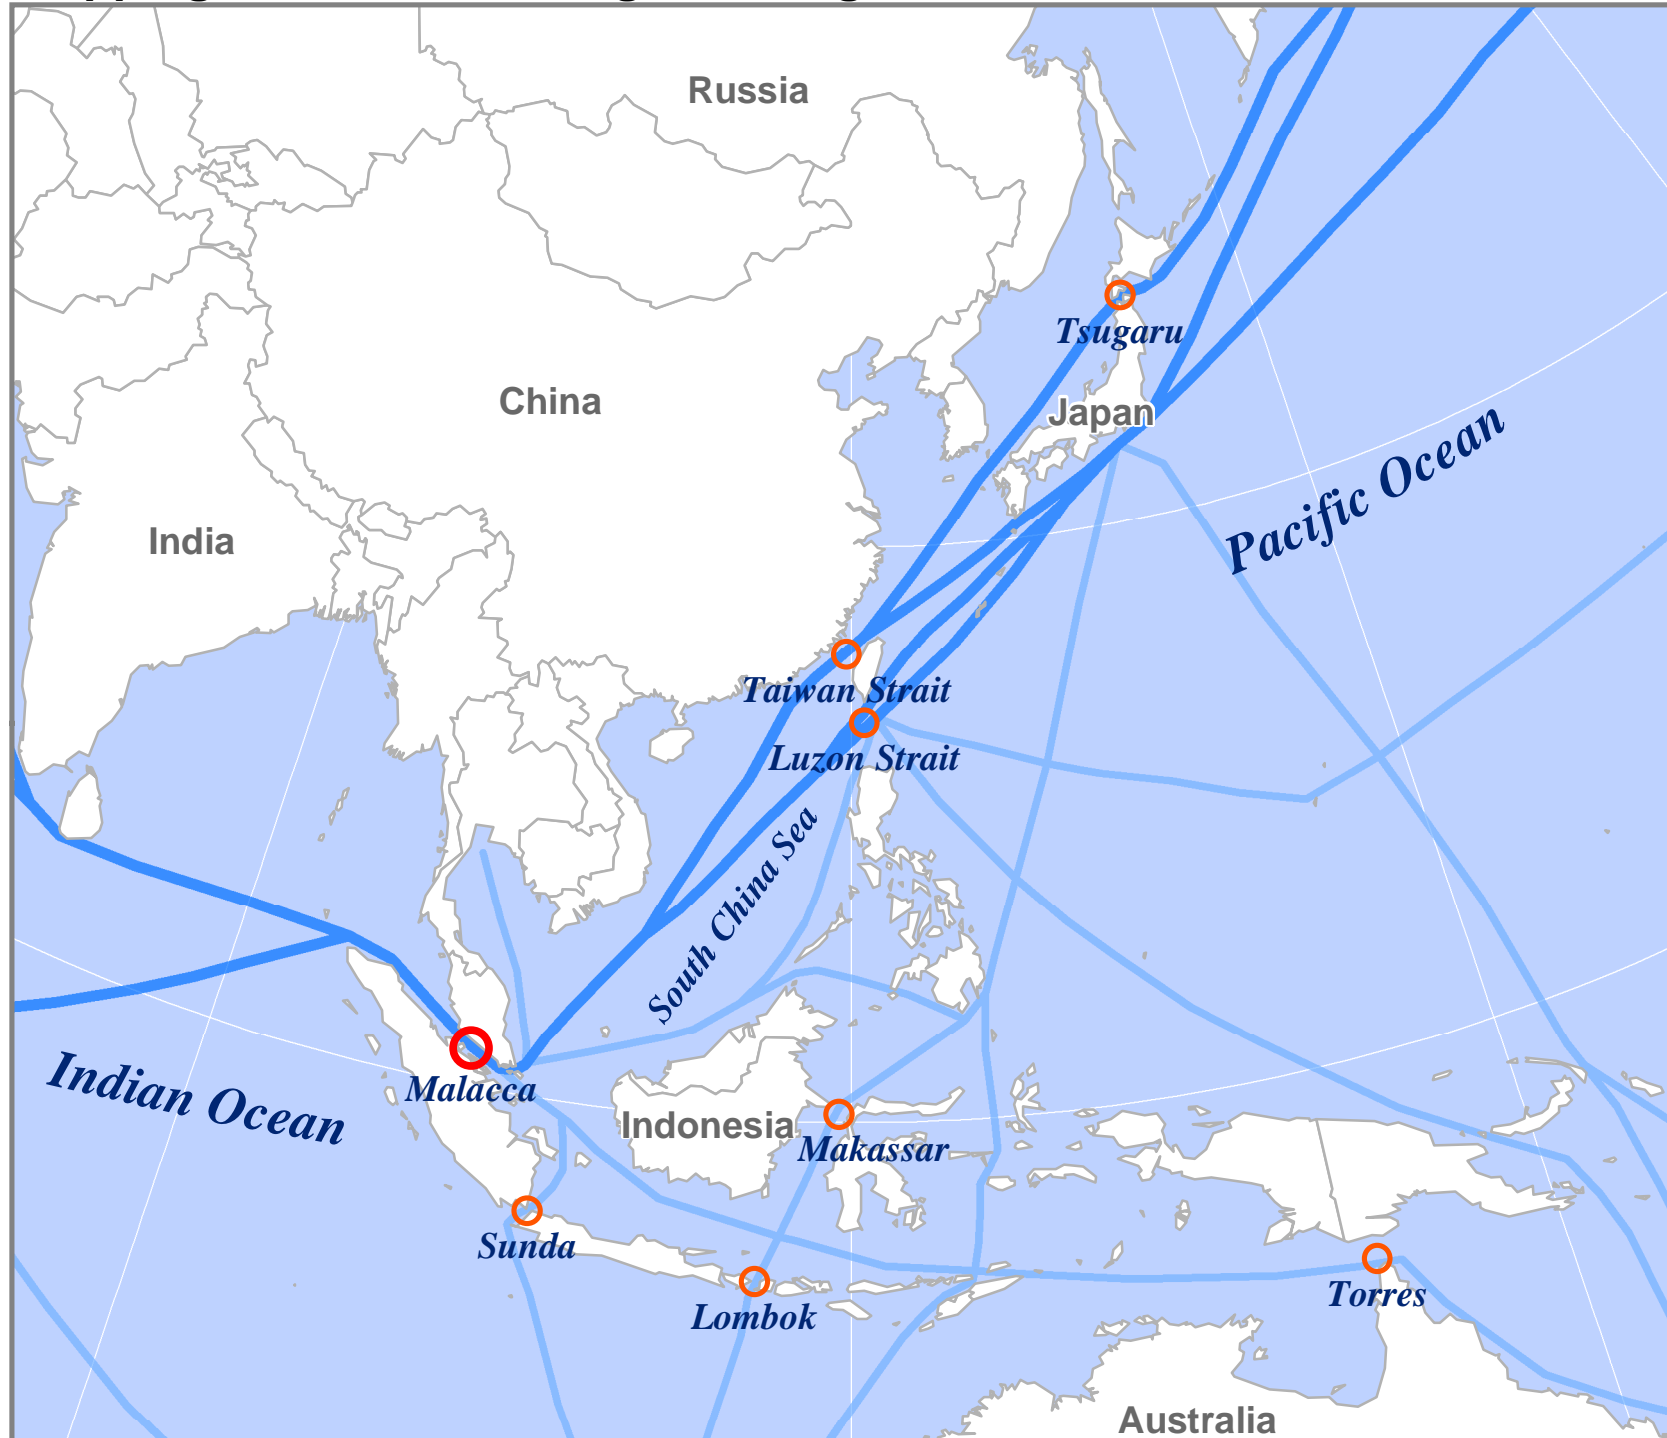 Russia
Tsugaru
China
Japan
Pacific Ocean
India
Taiwan Strait
Luzon Strait
South China Sea
Indian Ocean
Malacca
Indonesia
Makassar
Sunda
Lombok
Torres
Australia